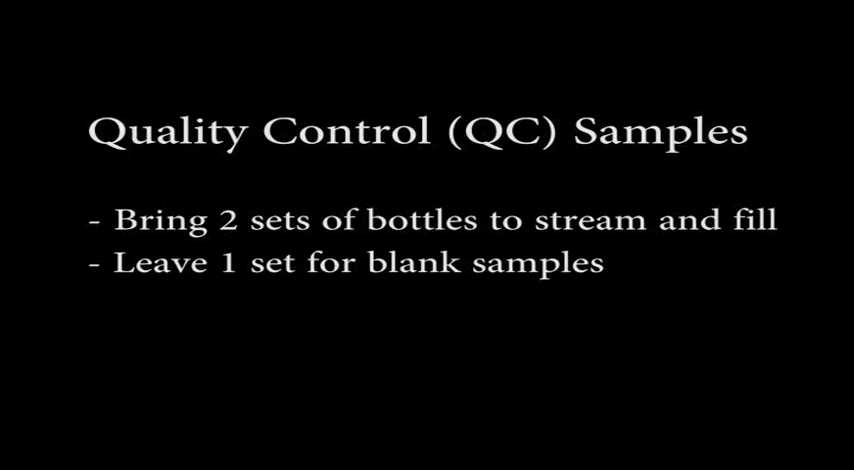 Quality Control (QC) Samples
- Bring 2 sets of bottles to stream and fill
- Leave 1 set for blank samples